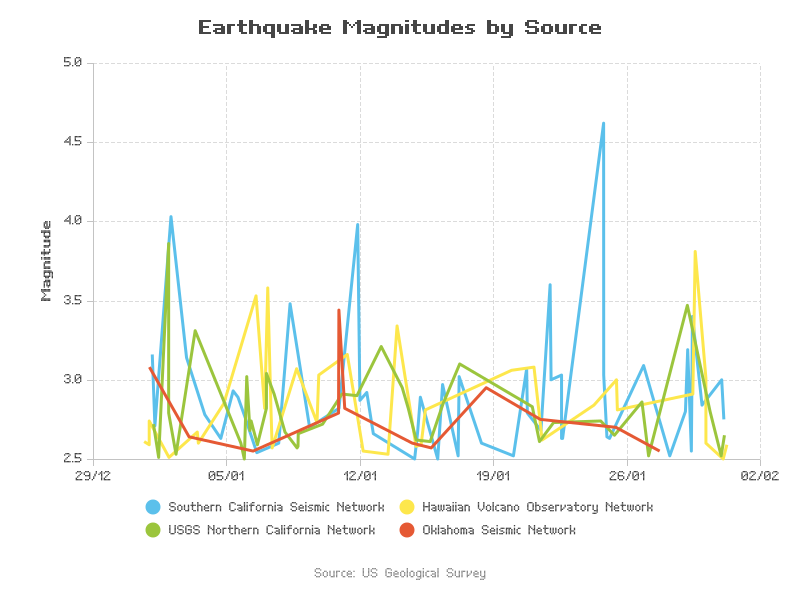 Earthquake Magnitudes by Source
5.0
4.5
4.0
3.5
3.0
2.5
Magnitude
29/12 05/01 12/01 19/01 26/01 02/02
Southern California Seismic Network Hawaiian Volcano Observatory Network
USGS Northern California Network Oklahoma Seismic Network
Source: US Geological Survey